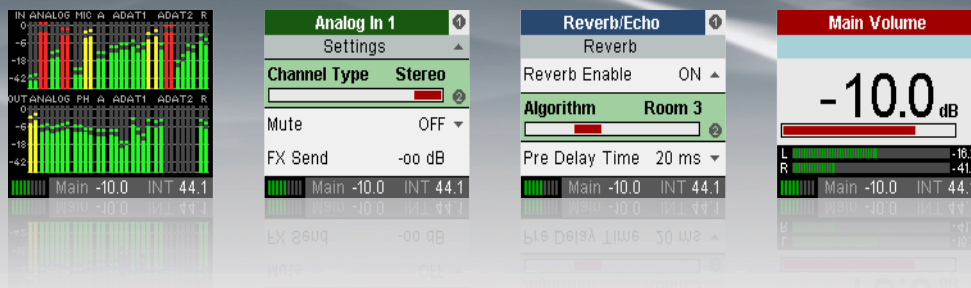 IN ANALOG MIC A ADAT1 ADAT2 R
0
-6
-18
-42
OUT ANALOG PH A ADAT1 ADAT2 R
0
-6
-18
-42
Main -10.0 INT 44.1
Analog In 1 1
Settings
Channel Type Stereo
2
Mute OFF
FX Send -oo dB
Main -10.0 INT 44.1
Reverb/Echo 1
Reverb
Reverb Enable ON
Algorithm Room 3
2
Pre Delay Time 20 ms
Main -10.0 INT 44.1
Main Volume
-10.0 dB
L -16.
R -41.
Main -10.0 INT 44.